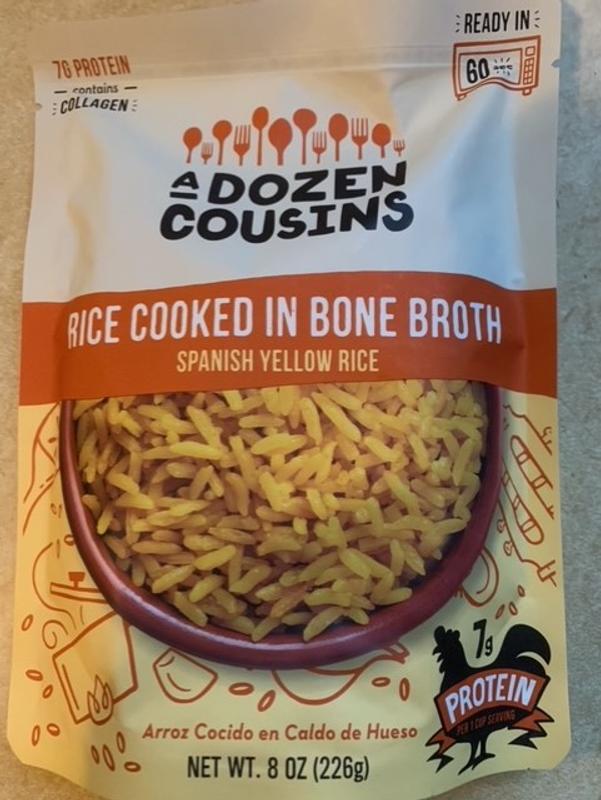 7G PROTEIN
contains
COLLAGEN
READY IN
60 SEC
A DOZEN
COUSINS
RICE COOKED IN BONE BROTH
SPANISH YELLOW RICE
7g
PROTEIN
PER 1 CUP SERVING
Arroz Cocido en Caldo de Hueso
NET WT. 8 OZ (226g)